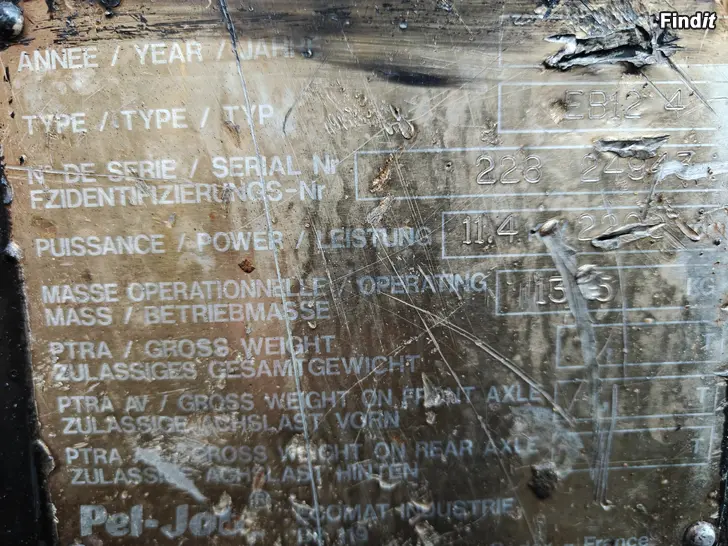 Findit
ANNEE / YEAR / JAHR
TYPE / TYPE / TYP EB12 4
N° DE SERIE / SERIAL Nr 228
FZIDENTIFIZIERUNGS-Nr
PUISSANCE / POWER / LEISTUNG 11.4
MASSE OPERATIONNELLE / OPERATING KG
MASS / BETRIEBMASSE
PTRA / GROSS WEIGHT
ZULASSIGES GESAMTGEWICHT
PTRA AV / GROSS WEIGHT ON FRONT AXLE
ZULASSIGE ACHSLAST VORN
PTRA GROSS WEIGHT ON REAR AXLE
ZULASSIGE ACHSLAST HINTEN
Pel-Job® ECOMAT INDUSTRIE
France